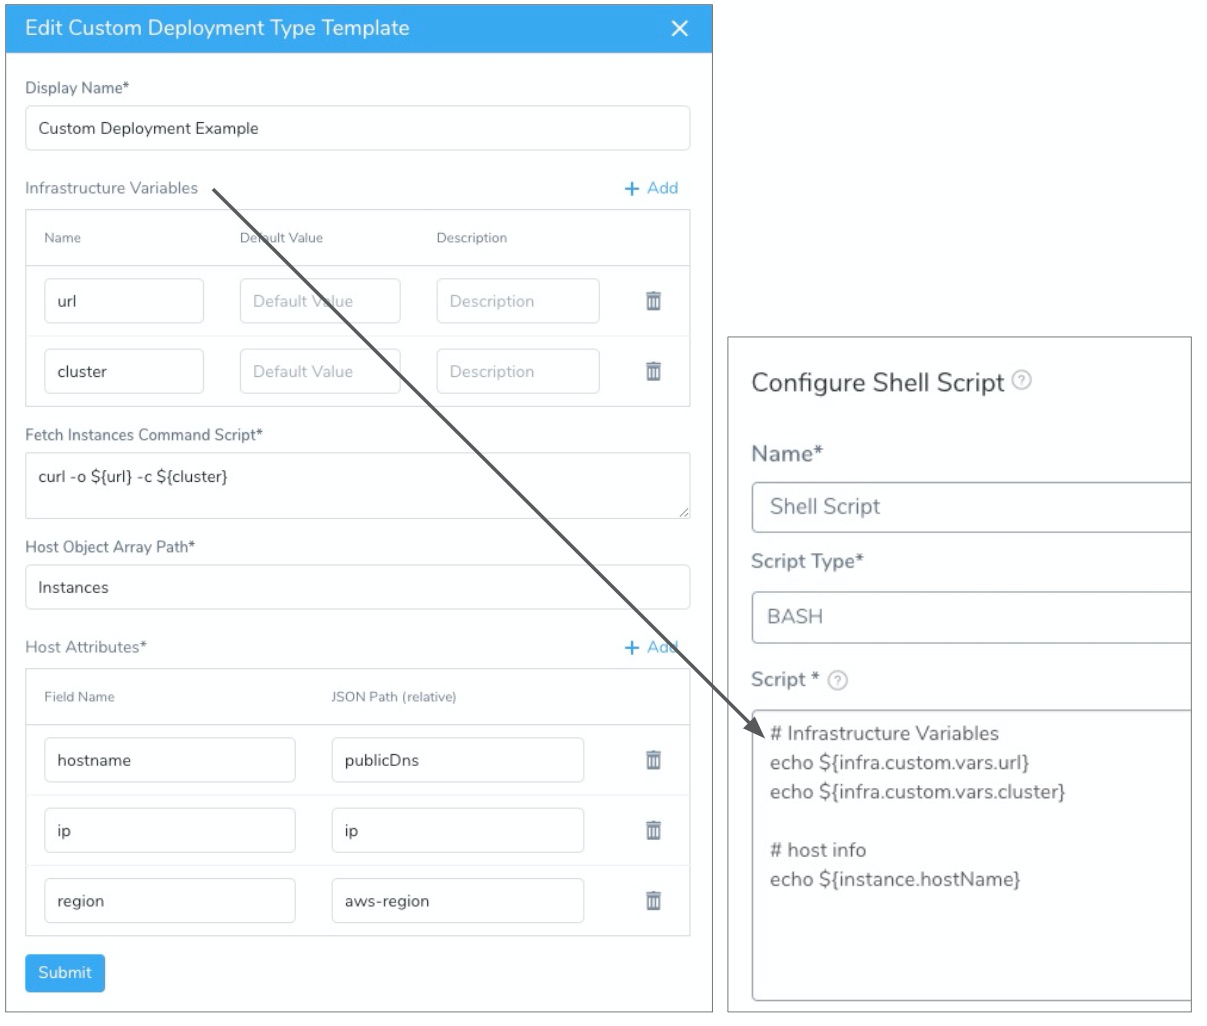 Edit Custom Deployment Type Template
Display Name*
Custom Deployment Example
Infrastructure Variables
+ Add
Name Default Value Description
url Default Value Description
cluster Default Value Description
Fetch Instances Command Script*
curl -o ${url} -c ${cluster}
Host Object Array Path*
Instances
Host Attributes*
+ Add
Field Name JSON Path (relative)
hostname publicDns
ip ip
region aws-region
Submit
Configure Shell Script ?
Name*
Shell Script
Script Type*
BASH
Script * ?
# Infrastructure Variables
echo ${infra.custom.vars.url}
echo ${infra.custom.vars.cluster}
# host info
echo ${instance.hostName}